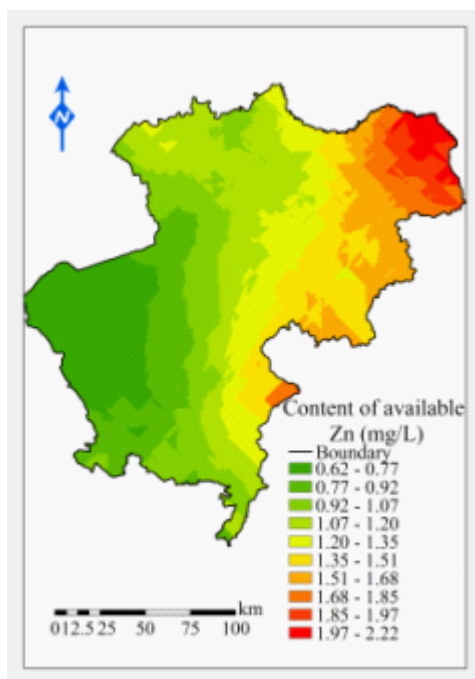 N
Content of available
Zn (mg/L)
Boundary
0.62 - 0.77
0.77 - 0.92
0.92 - 1.07
1.07 - 1.20
1.20 - 1.35
1.35 - 1.51
1.51 - 1.68
1.68 - 1.85
1.85 - 1.97
1.97 - 2.22
km
012.5 25 50 75 100